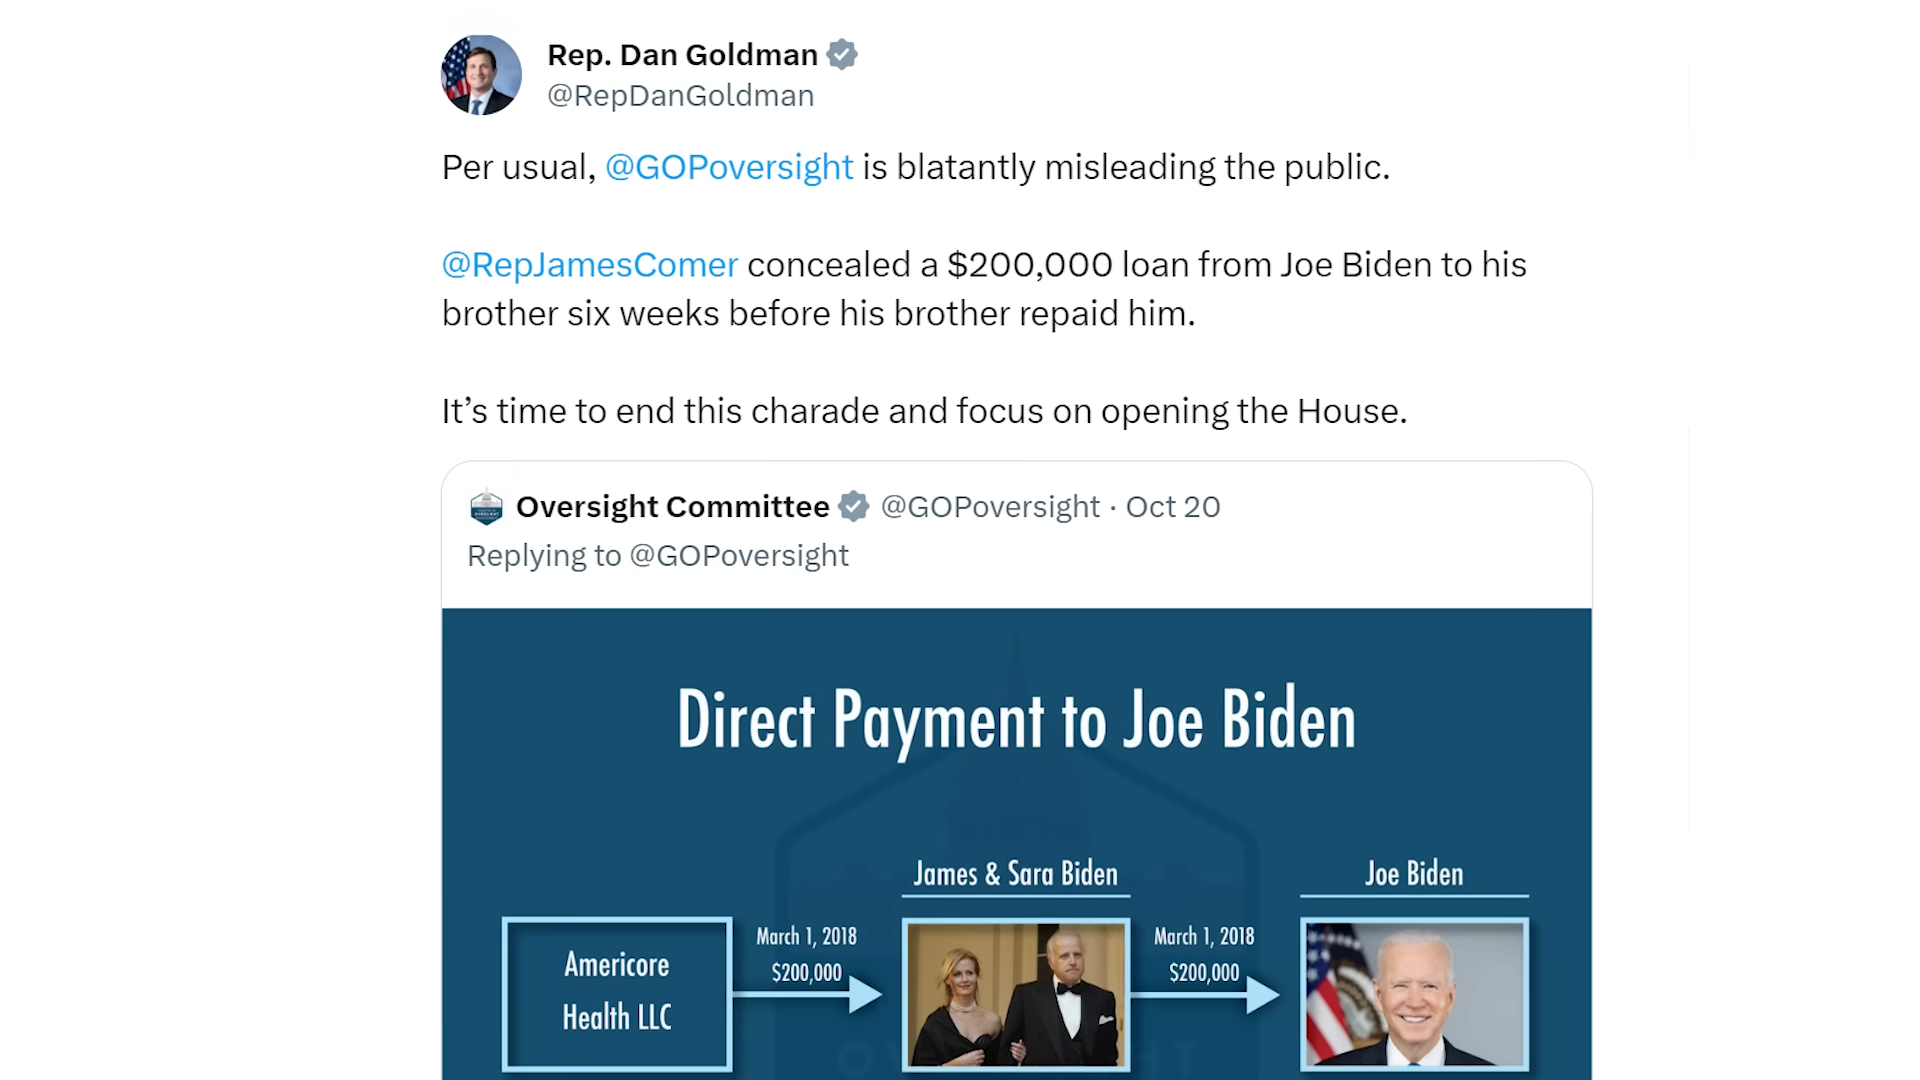 Rep. Dan Goldman
@RepDanGoldman
Per usual, @GOPoversight is blatantly misleading the public.
@RepJamesComer concealed a $200,000 loan from Joe Biden to his
brother six weeks before his brother repaid him.
It’s time to end this charade and focus on opening the House.
Oversight Committee @GOPoversight · Oct 20
Replying to @GOPoversight
Direct Payment to Joe Biden
James & Sara Biden
Joe Biden
Americore
Health LLC
March 1, 2018
$200,000
March 1, 2018
$200,000